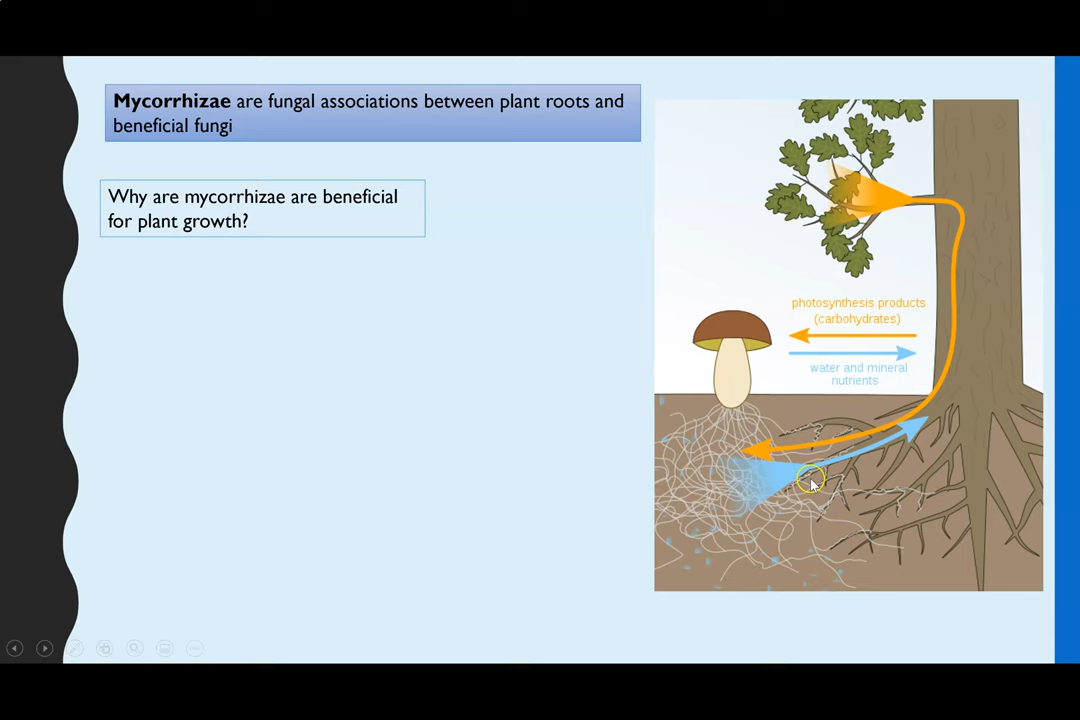 Mycorrhizae are fungal associations between plant roots and
beneficial fungi
Why are mycorrhizae are beneficial
for plant growth?
photosynthesis products
(carbohydrates)
water and mineral
nutrients